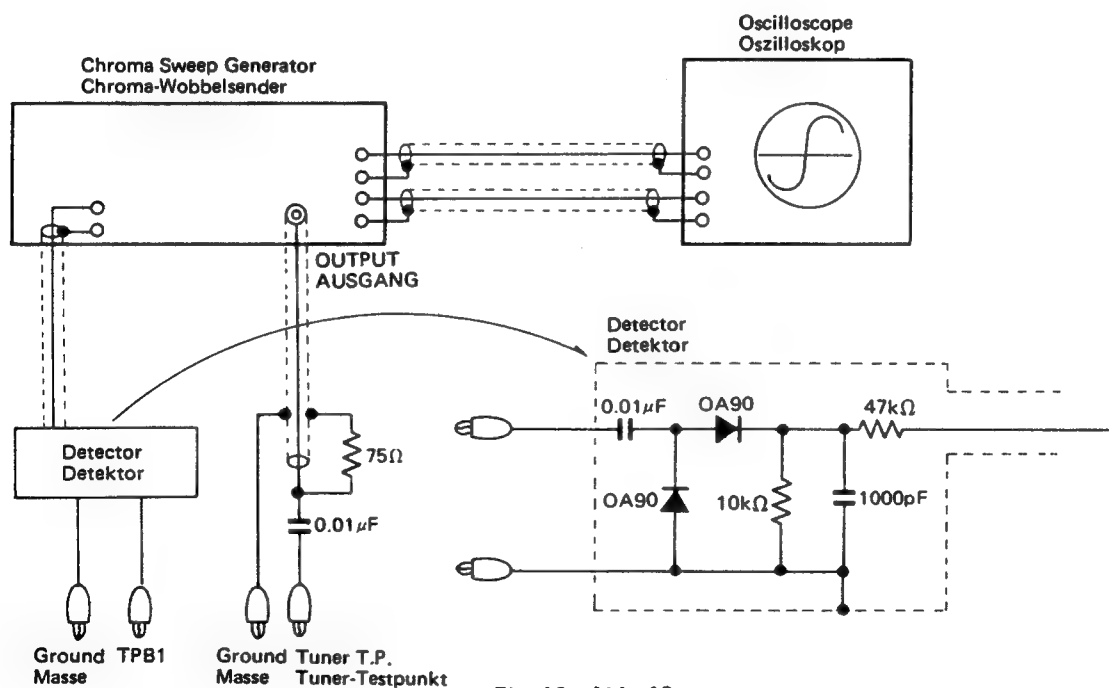 Oscilloscope
Oszilloskop
Chroma Sweep Generator
Chroma-Wobbelsender
OUTPUT
AUSGANG
Detector
Detektor
0.01μF
OA90
47kΩ
Detector
Detektor
75Ω
OA90
10kΩ
1000pF
0.01μF
Ground TPB1
Masse
Ground Tuner T.P.
Masse Tuner-Testpunkt